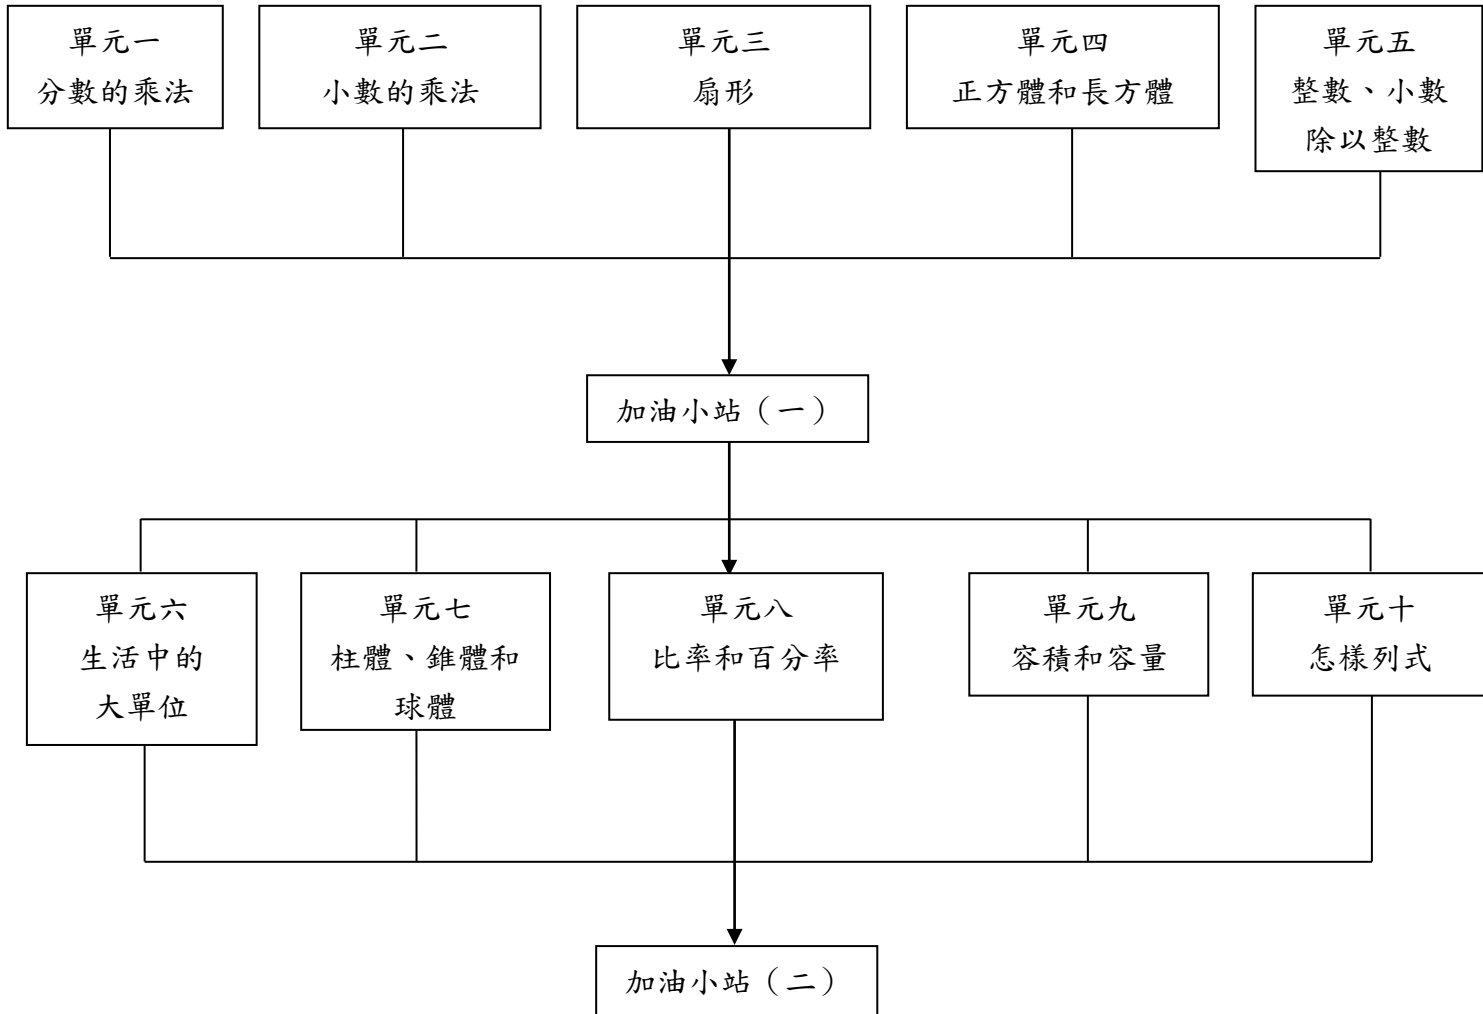 單元一
分數的乘法
單元二
小數的乘法
單元三
扇形
單元四
正方體和長方體
單元五
整數、小數
除以整數
加油小站（一）
單元六
生活中的
大單位
單元七
柱體、錐體和
球體
單元八
比率和百分率
單元九
容積和容量
單元十
怎樣列式
加油小站（二）